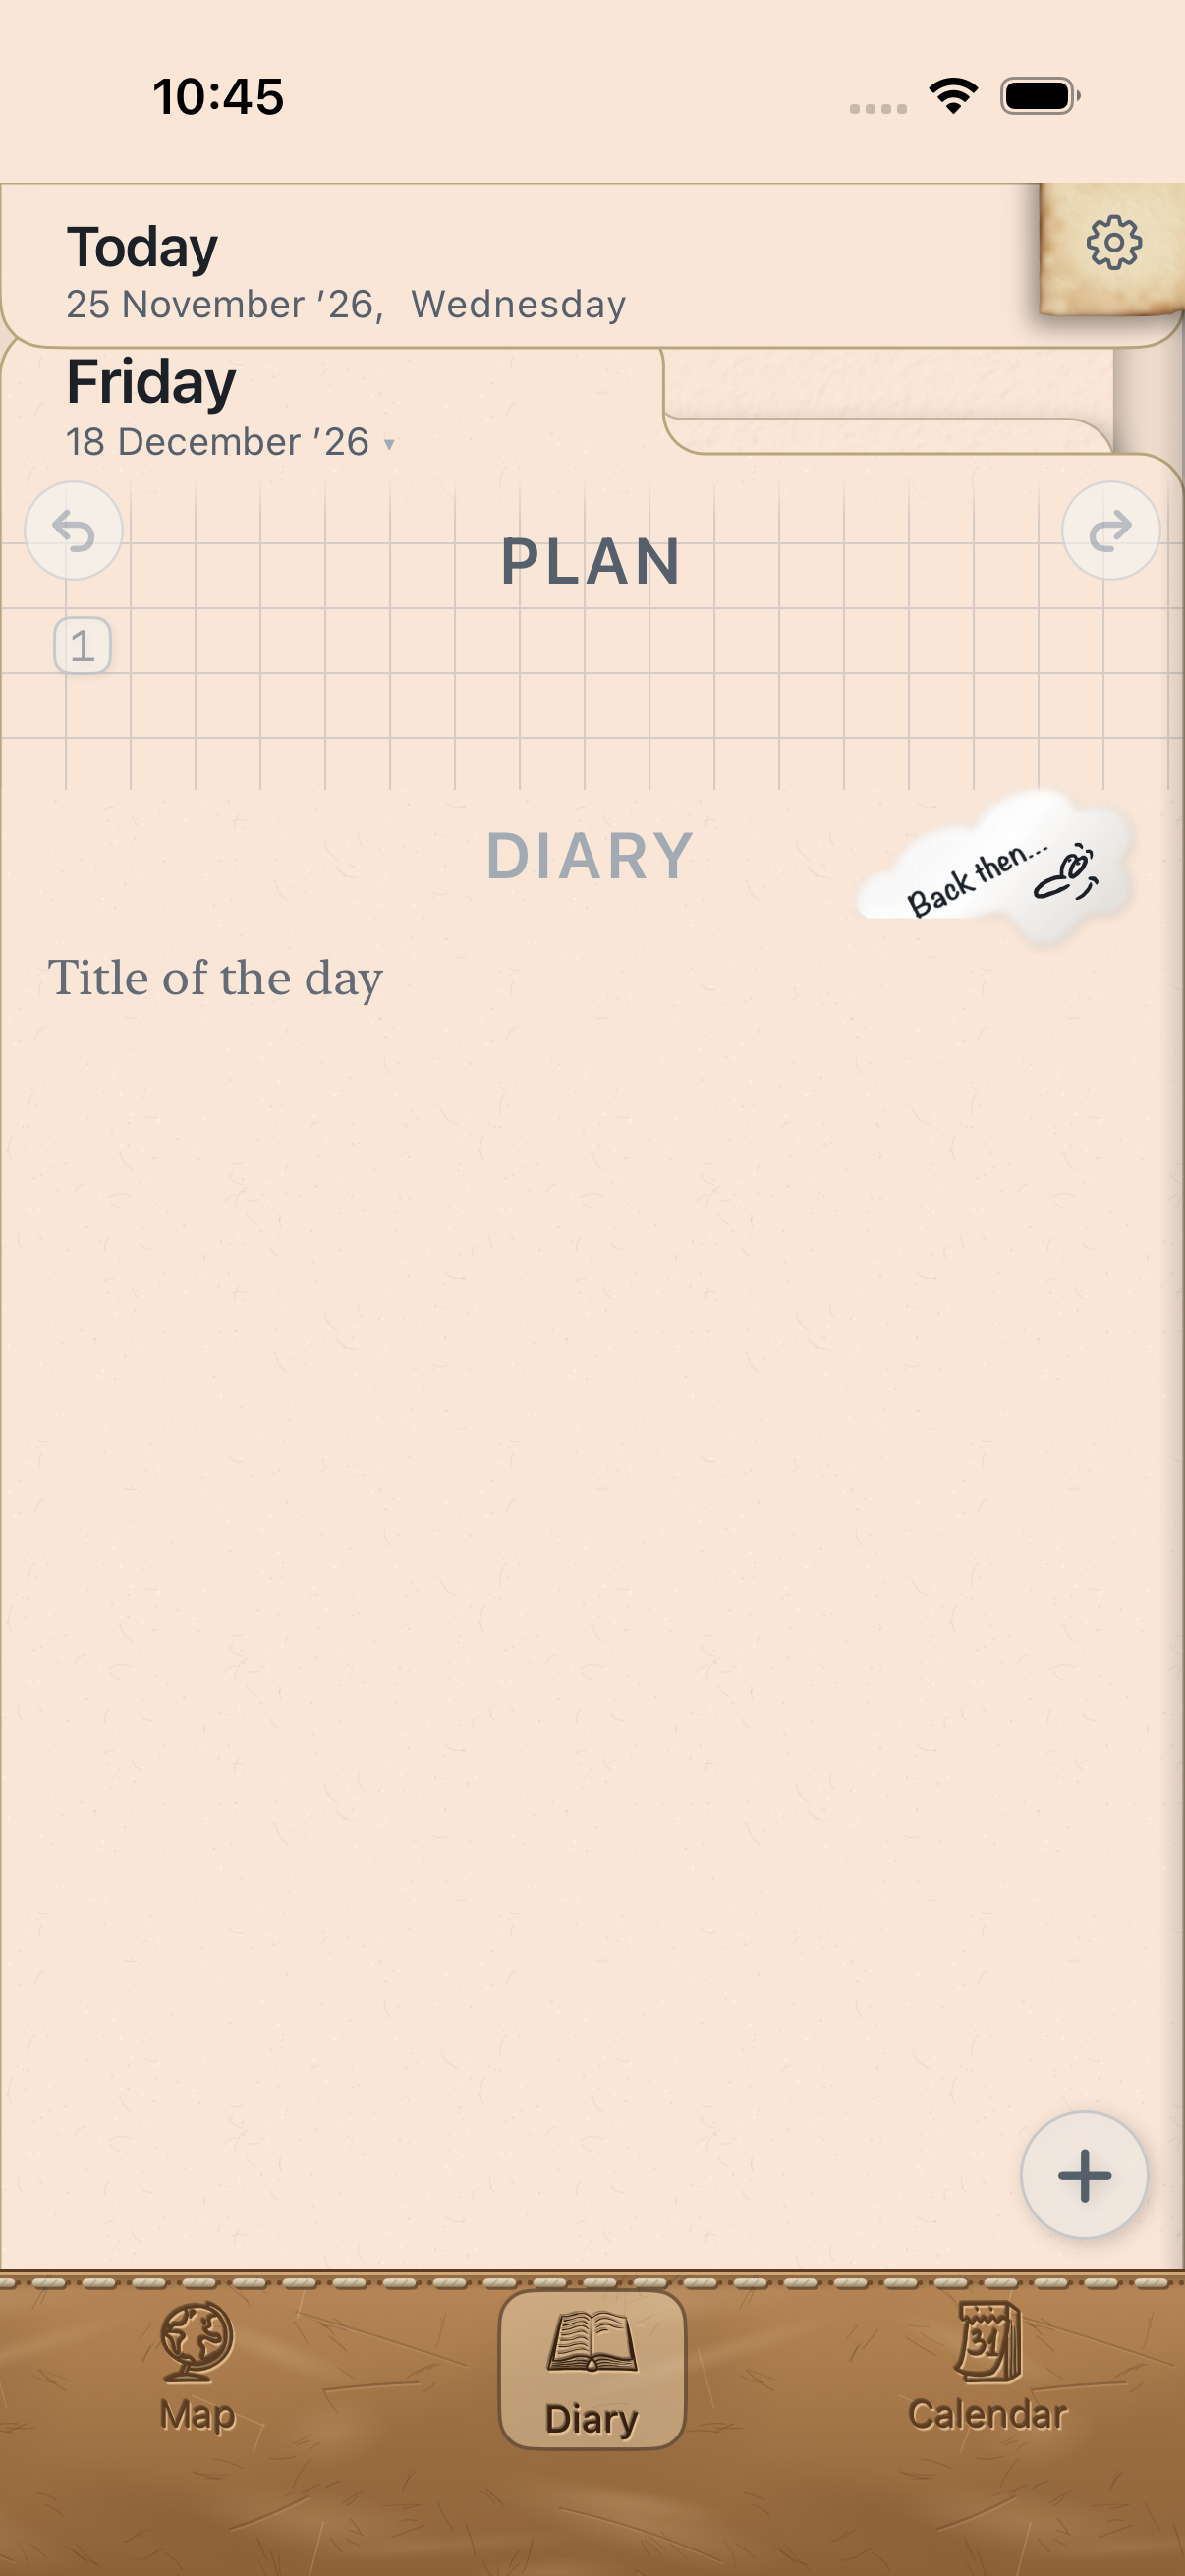 10:45
Today
25 November ’26, Wednesday
Friday
18 December ’26 ▾
PLAN
1
DIARY
Back then...
Title of the day
Map
Diary
31
Calendar